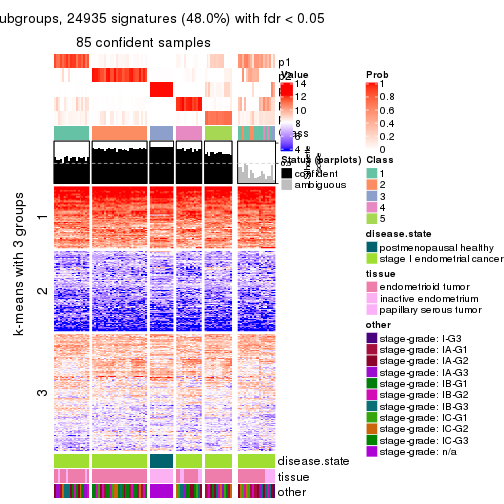 ubgroups, 24935 signatures (48.0%) with fdr < 0.05
85 confident samples
p1
Value
14
12
10
8
6
4
Prob
1
0.8
0.6
0.4
0.2
0
Status (barplots)
confident
ambiguous
Class
1
2
3
4
5
disease.state
postmenopausal healthy
stage I endometrial cancer
tissue
endometrioid tumor
inactive endometrium
papillary serous tumor
other
stage-grade: I-G3
stage-grade: IA-G1
stage-grade: IA-G2
stage-grade: IA-G3
stage-grade: IB-G1
stage-grade: IB-G2
stage-grade: IB-G3
stage-grade: IC-G1
stage-grade: IC-G2
stage-grade: IC-G3
stage-grade: n/a
k-means with 3 groups
1
2
3
disease.state
tissue
other